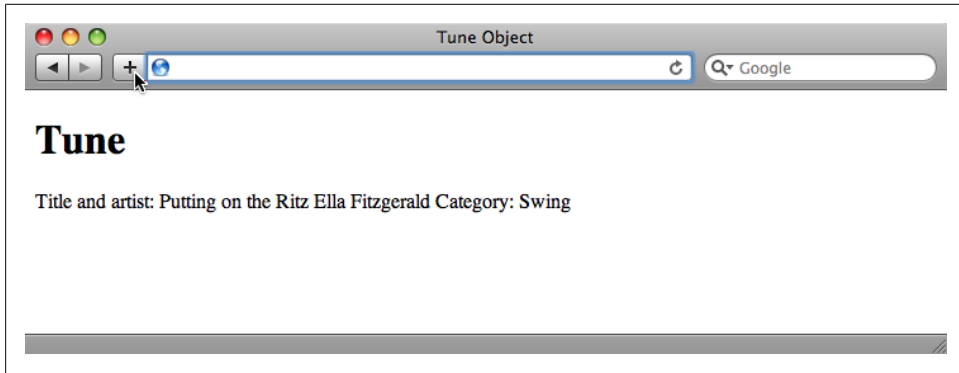 Tune Object
Google
Tune
Title and artist: Putting on the Ritz Ella Fitzgerald Category: Swing